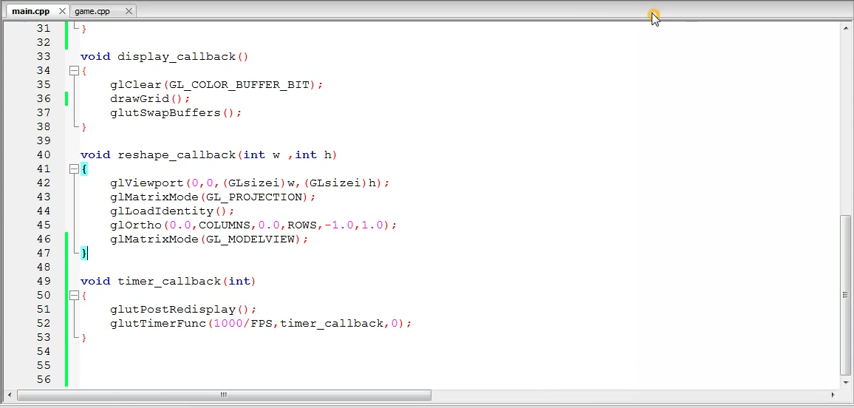 main.cpp game.cpp
31 }
32
33 void display_callback()
34 {
35 glClear(GL_COLOR_BUFFER_BIT);
36 drawGrid();
37 glutSwapBuffers();
38 }
39
40 void reshape_callback(int w ,int h)
41 {
42 glViewport(0,0,(GLsizei)w,(GLsizei)h);
43 glMatrixMode(GL_PROJECTION);
44 glLoadIdentity();
45 glOrtho(0.0,COLUMNS,0.0,ROWS,-1.0,1.0);
46 glMatrixMode(GL_MODELVIEW);
47 }
48
49 void timer_callback(int)
50 {
51 glutPostRedisplay();
52 glutTimerFunc(1000/FPS,timer_callback,0);
53 }
54
55
56